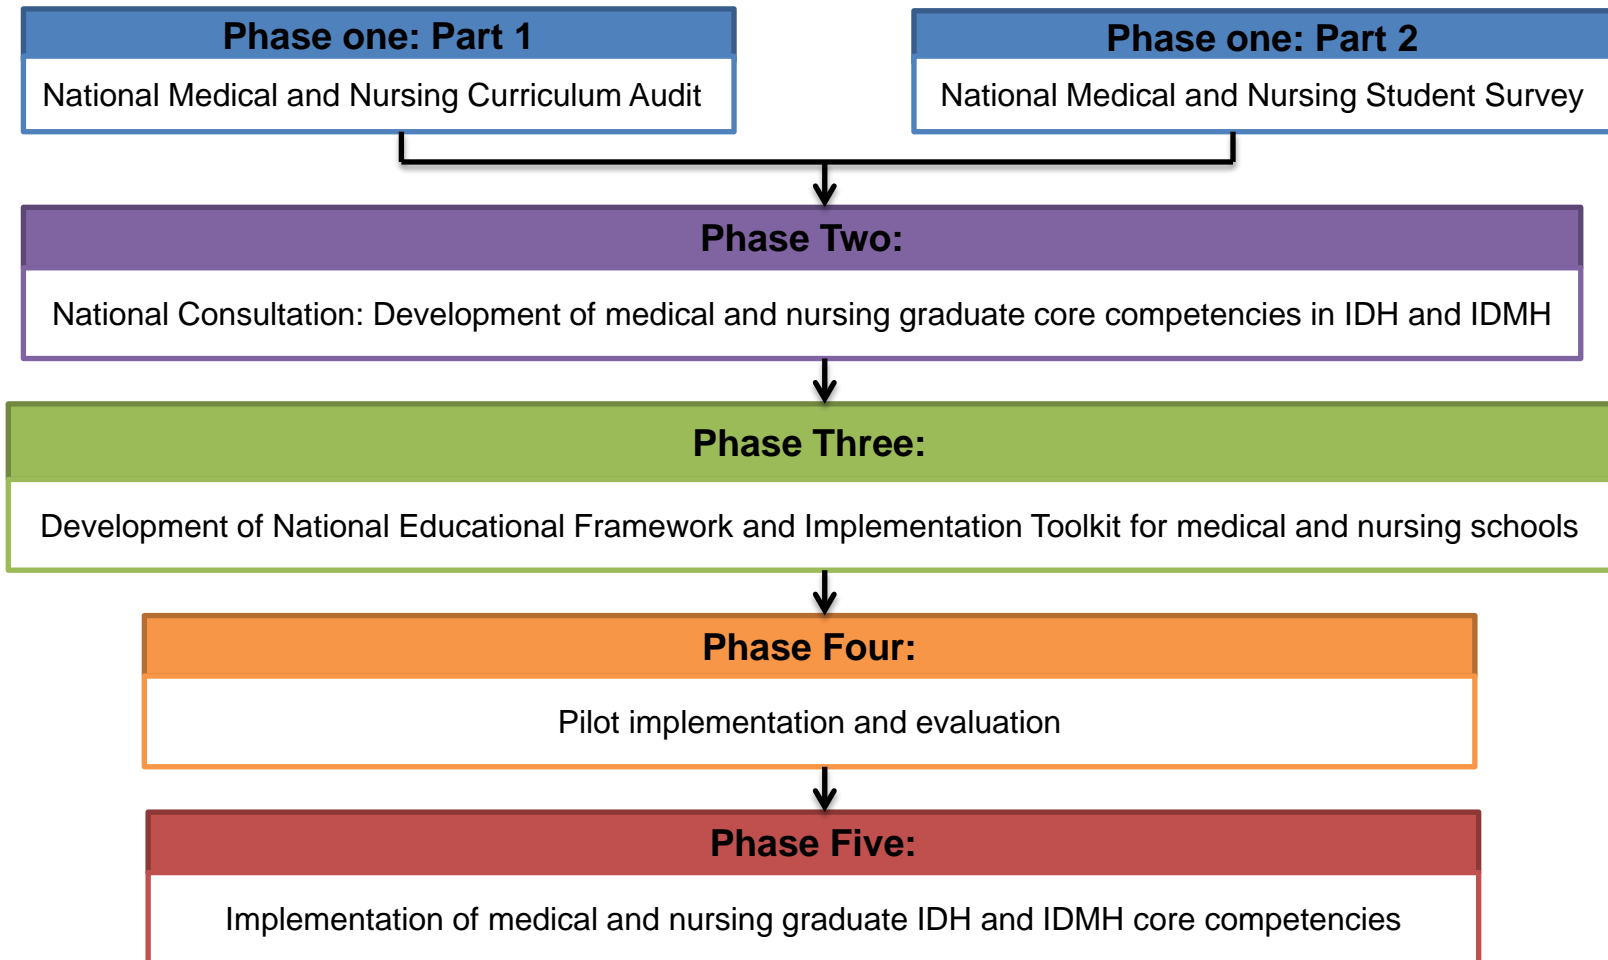 Phase one: Part 1
National Medical and Nursing Curriculum Audit
Phase one: Part 2
National Medical and Nursing Student Survey
Phase Two:
National Consultation: Development of medical and nursing graduate core competencies in IDH and IDMH
Phase Three:
Development of National Educational Framework and Implementation Toolkit for medical and nursing schools
Phase Four:
Pilot implementation and evaluation
Phase Five:
Implementation of medical and nursing graduate IDH and IDMH core competencies